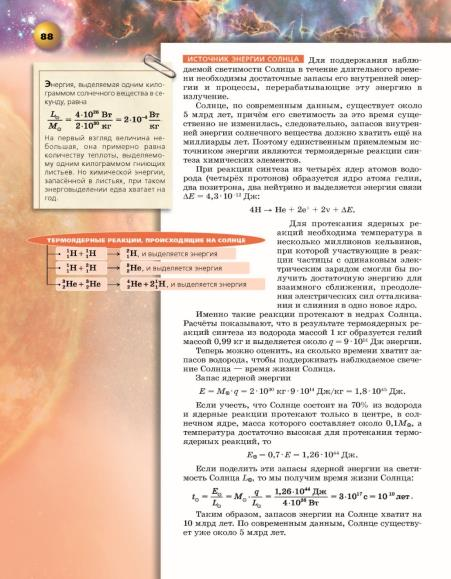 88
Энергия, выделяемая одним кило-
граммом солнечного вещества в се-
кунду, равна
L☉/M☉ = 4·10²⁶ Вт / 2·10³⁰ кг = 2·10⁻⁴ Вт/кг
На первый взгляд величина не-
большая, она примерно равна
количеству теплоты, выделяемо-
му одним килограммом гниющих
листьев. Но химической энергии,
запасённой в листьях, при таком
энерговыделении едва хватает на
год.
ТЕРМОЯДЕРНЫЕ РЕАКЦИИ, ПРОИСХОДЯЩИЕ НА СОЛНЦЕ
¹₁H + ¹₁H → ²₁H, и выделяется энергия
²₁H + ¹₁H → ³₂He, и выделяется энергия
³₂He + ³₂He → ⁴₂He + 2¹₁H, и выделяется энергия
ИСТОЧНИК ЭНЕРГИИ СОЛНЦА Для поддержания наблю-
даемой светимости Солнца в течение длительного време-
ни необходимы достаточные запасы его внутренней энер-
гии и процессы, перерабатывающие эту энергию в
излучение.
Солнце, по современным данным, существует около
5 млрд лет, причём его светимость за это время суще-
ственно не изменилась, следовательно, запасов внутрен-
ней энергии солнечного вещества должно хватить ещё на
миллиарды лет. Поэтому единственным приемлемым ис-
точником энергии являются термоядерные реакции син-
теза химических элементов.
При реакции синтеза из четырёх ядер атомов водо-
рода (четырёх протонов) образуется ядро атома гелия,
два позитрона, два нейтрино и выделяется энергия связи
ΔE = 4,3·10⁻¹² Дж:
4H → He + 2e⁺ + 2ν + ΔE.
Для протекания ядерных ре-
акций необходима температура в
несколько миллионов кельвинов,
при которой участвующие в реак-
ции частицы с одинаковым элек-
трическим зарядом смогли бы по-
лучить достаточную энергию для
взаимного сближения, преодоле-
ния электрических сил отталкива-
ния и слияния в одно новое ядро.
Именно такие реакции протекают в недрах Солнца.
Расчёты показывают, что в результате термоядерных ре-
акций синтеза из водорода массой 1 кг образуется гелий
массой 0,99 кг и выделяется около q = 9·10¹⁴ Дж энергии.
Теперь можно оценить, на сколько времени хватит за-
пасов водорода, чтобы поддерживать наблюдаемое свече-
ние Солнца — время жизни Солнца.
Запас ядерной энергии
E = M☉·q = 2·10³⁰ кг·9·10¹⁴ Дж/кг = 1,8·10⁴⁵ Дж.
Если учесть, что Солнце состоит на 70% из водорода
и ядерные реакции протекают только в центре, в сол-
нечном ядре, масса которого составляет около 0,1M☉, а
температура достаточно высокая для протекания термо-
ядерных реакций, то
E☉ = 0,7·E = 1,26·10⁴⁴ Дж.
Если поделить эти запасы ядерной энергии на свети-
мость Солнца L☉, то мы получим время жизни Солнца:
t☉ = E☉/L☉ = M☉·q/L☉ = 1,26·10⁴⁴ Дж / 4·10²⁶ Вт = 3·10¹⁷ с = 10¹⁰ лет.
Таким образом, запасов энергии на Солнце хватит на
10 млрд лет. По современным данным, Солнце существу-
ет уже около 5 млрд лет.